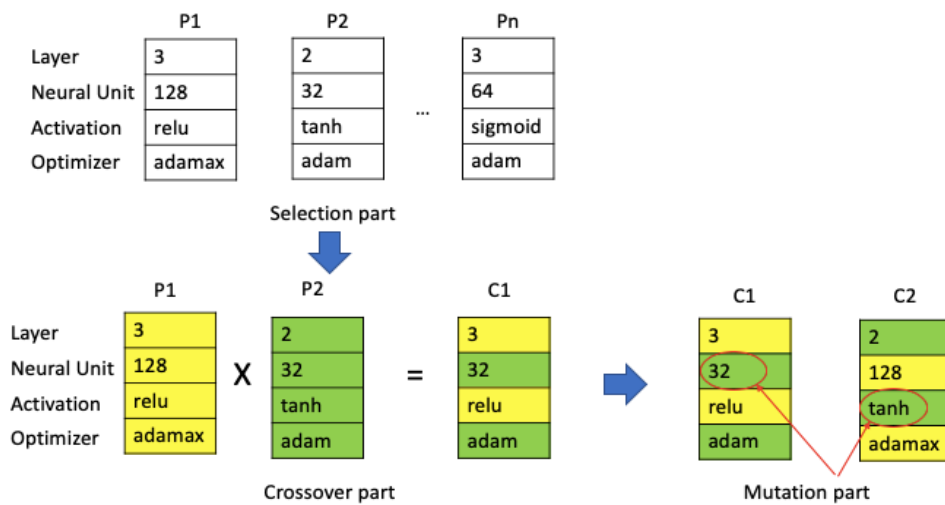 P1 P2 Pn
Layer 3 2 3
Neural Unit 128 32 64
...
Activation relu tanh sigmoid
Optimizer adamax adam adam
Selection part
P1 P2 C1 C1 C2
Layer 3 2 3 3 2
Neural Unit 128 X 32 = 32 32 128
Activation relu tanh relu relu tanh
Optimizer adamax adam adam adam adamax
Crossover part Mutation part